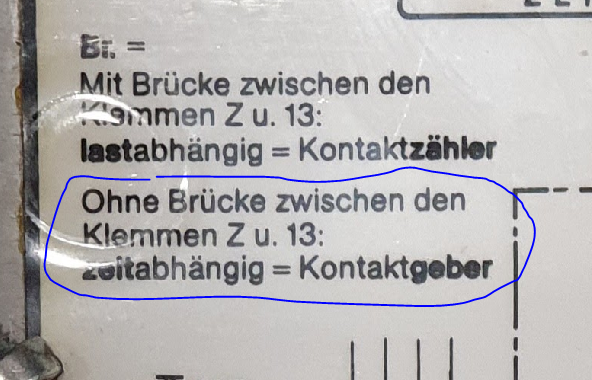 Br. =
Mit Brücke zwischen den
Klemmen Z u. 13:
lastabhängig = Kontaktzähler
Ohne Brücke zwischen den
Klemmen Z u. 13:
zeitabhängig = Kontaktgeber